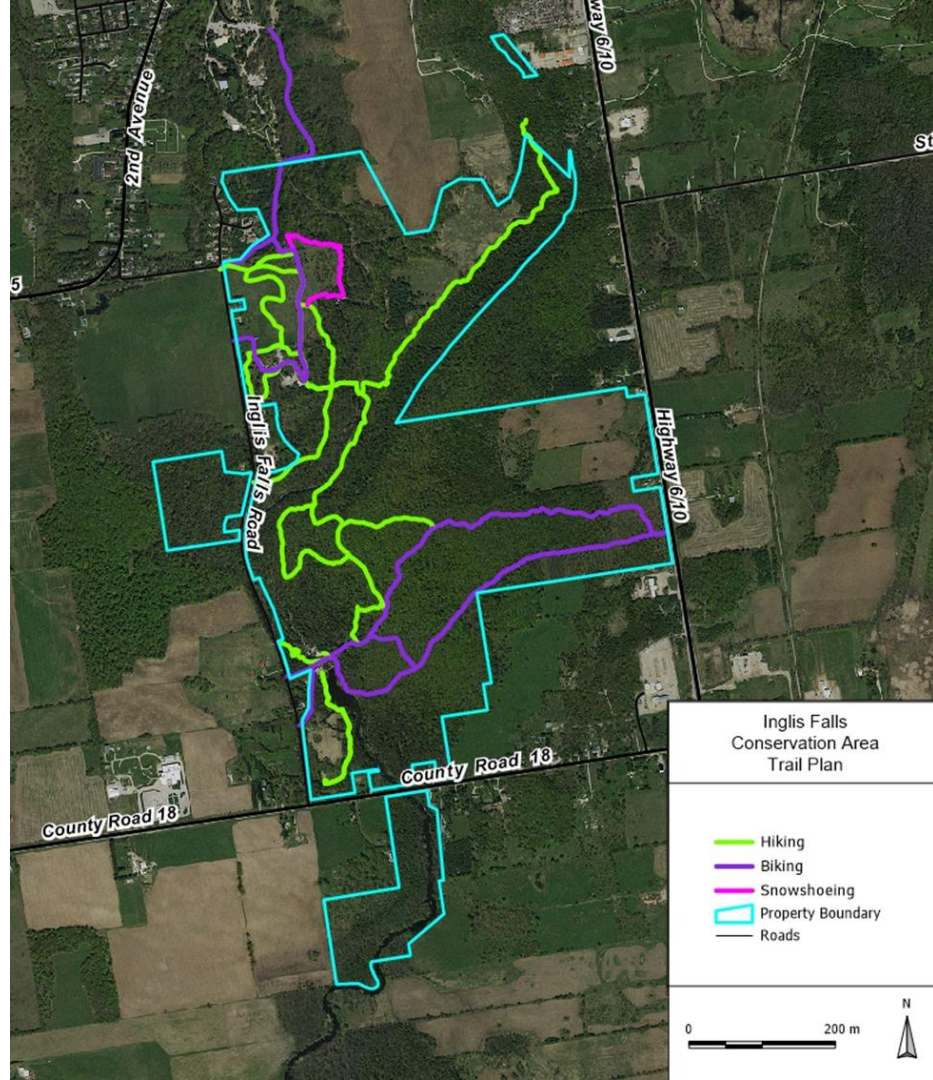 way 6/10
2nd Avenue
St
5
Inglis Falls Road
Highway 6/10
County Road 18
County Road 18
Inglis Falls
Conservation Area
Trail Plan
Hiking
Biking
Snowshoeing
Property Boundary
Roads
0 200 m
N